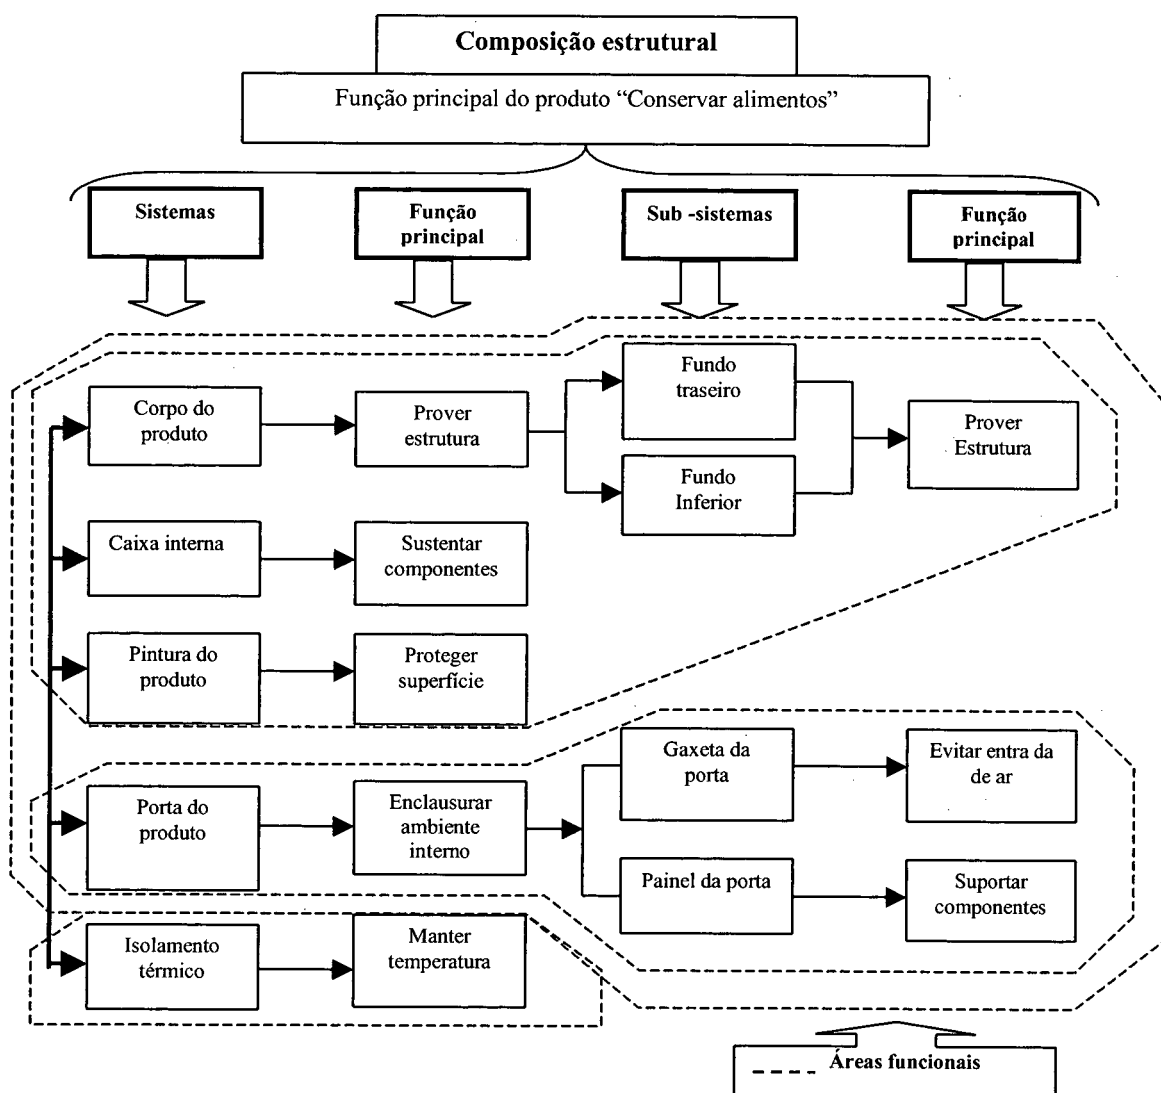 Composição estrutural
Função principal do produto “Conservar alimentos”
Sistemas
Função
principal
Sub -sistemas
Função
principal
Corpo do
produto
Prover
estrutura
Fundo
traseiro
Fundo
Inferior
Prover
Estrutura
Caixa interna
Sustentar
componentes
Pintura do
produto
Proteger
superfície
Porta do
produto
Enclausurar
ambiente
interno
Gaxeta da
porta
Evitar entra da
de ar
Painel da porta
Suportar
componentes
Isolamento
térmico
Manter
temperatura
Áreas funcionais